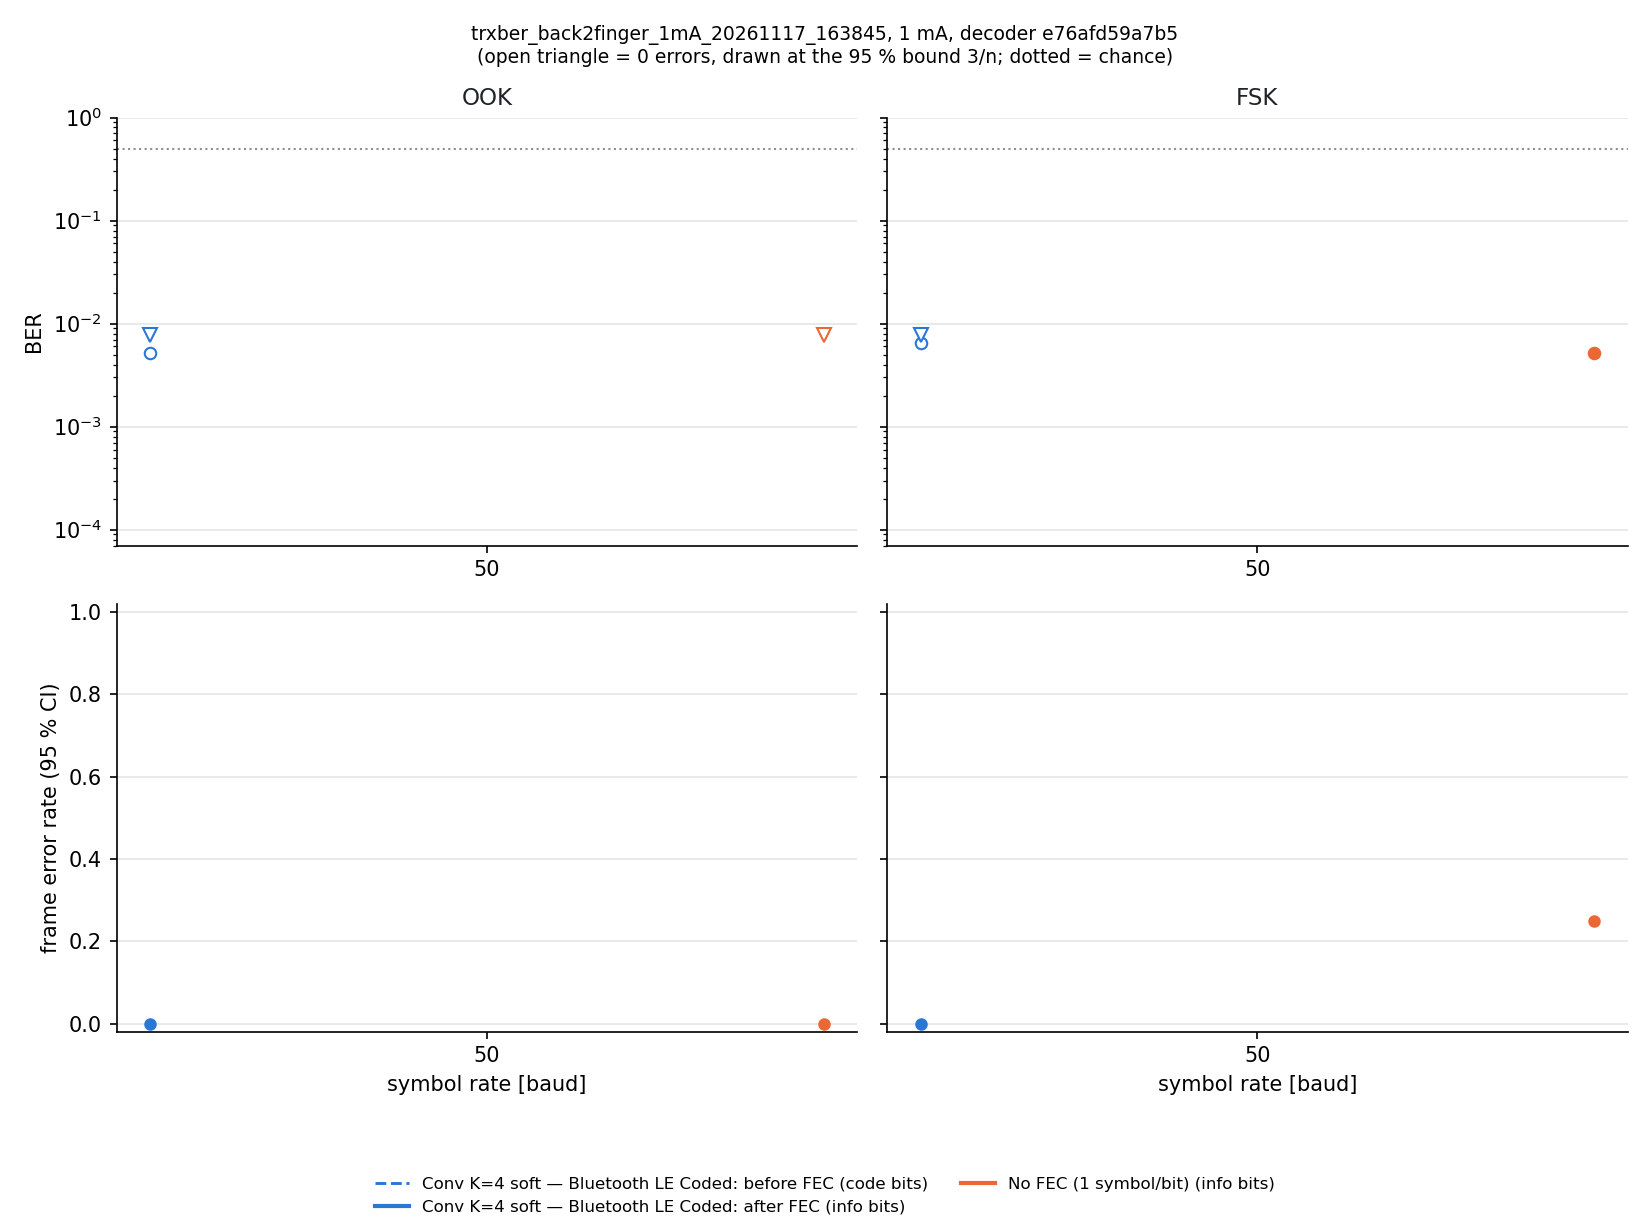 trxber_back2finger_1mA_20261117_163845, 1 mA, decoder e76afd59a7b5
(open triangle = 0 errors, drawn at the 95 % bound 3/n; dotted = chance)
OOK
FSK
BER
10⁰
10⁻¹
10⁻²
10⁻³
10⁻⁴
50
50
frame error rate (95 % CI)
1.0
0.8
0.6
0.4
0.2
0.0
50
50
symbol rate [baud]
symbol rate [baud]
Conv K=4 soft — Bluetooth LE Coded: before FEC (code bits)
Conv K=4 soft — Bluetooth LE Coded: after FEC (info bits)
No FEC (1 symbol/bit) (info bits)